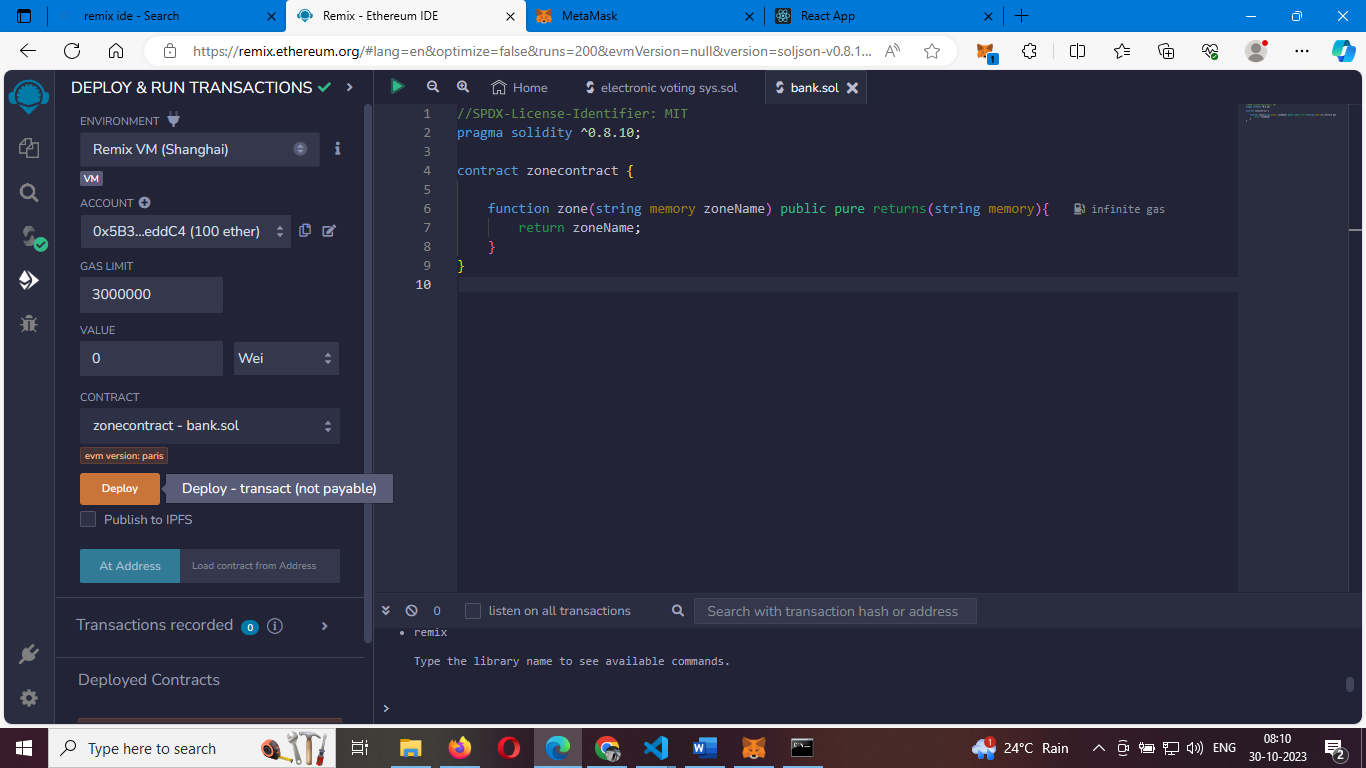 remix ide - Search
Remix - Ethereum IDE
MetaMask
React App
https://remix.ethereum.org/#lang=en&optimize=false&runs=200&evmVersion=null&version=soljson-v0.8.1...
1
DEPLOY & RUN TRANSACTIONS
ENVIRONMENT
Remix VM (Shanghai)
VM
ACCOUNT
0x5B3...eddC4 (100 ether)
GAS LIMIT
3000000
VALUE
0
Wei
CONTRACT
zonecontract - bank.sol
evm version: paris
Deploy
Deploy - transact (not payable)
Publish to IPFS
At Address
Load contract from Address
Transactions recorded 0
Deployed Contracts
Home
electronic voting sys.sol
bank.sol
1 //SPDX-License-Identifier: MIT
2 pragma solidity ^0.8.10;
3
4 contract zonecontract {
5
6 function zone(string memory zoneName) public pure returns(string memory){ infinite gas
7 return zoneName;
8 }
9 }
10
0
listen on all transactions
Search with transaction hash or address
• remix
Type the library name to see available commands.
>
Type here to search
1
24°C Rain
ENG
08:10
30-10-2023
2